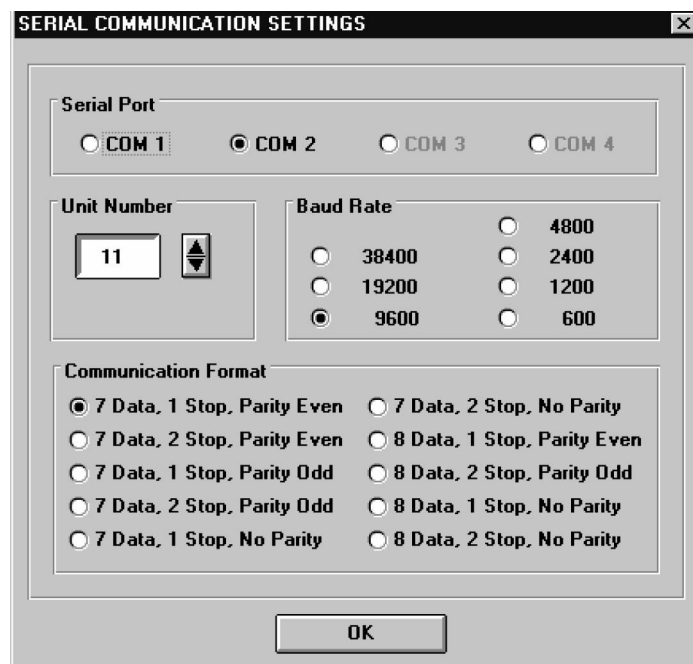 SERIAL COMMUNICATION SETTINGS
Serial Port
COM 1 COM 2 COM 3 COM 4
Unit Number
11
Baud Rate
38400
19200
9600
4800
2400
1200
600
Communication Format
7 Data, 1 Stop, Parity Even
7 Data, 2 Stop, Parity Even
7 Data, 1 Stop, Parity Odd
7 Data, 2 Stop, Parity Odd
7 Data, 1 Stop, No Parity
7 Data, 2 Stop, No Parity
8 Data, 1 Stop, Parity Even
8 Data, 2 Stop, Parity Odd
8 Data, 1 Stop, No Parity
8 Data, 2 Stop, No Parity
OK